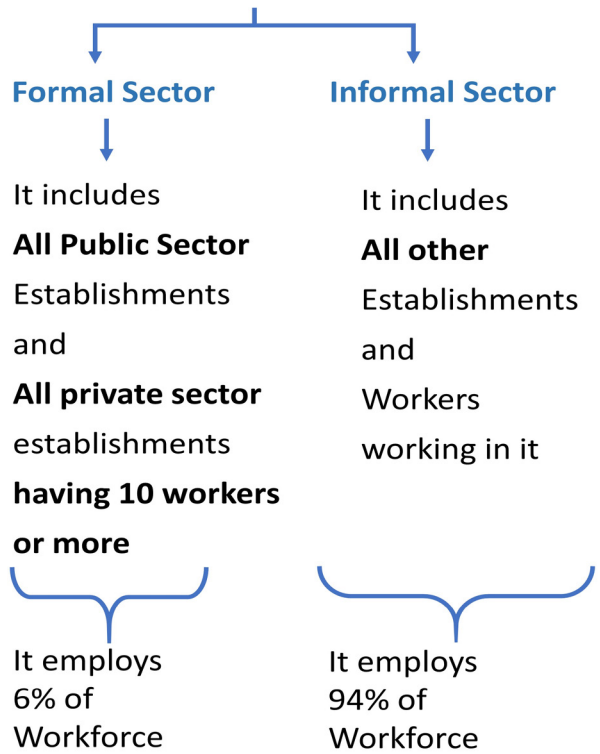 Formal Sector
It includes
All Public Sector
Establishments
and
All private sector
establishments
having 10 workers
or more
It employs
6% of
Workforce
Informal Sector
It includes
All other
Establishments
and
Workers
working in it
It employs
94% of
Workforce